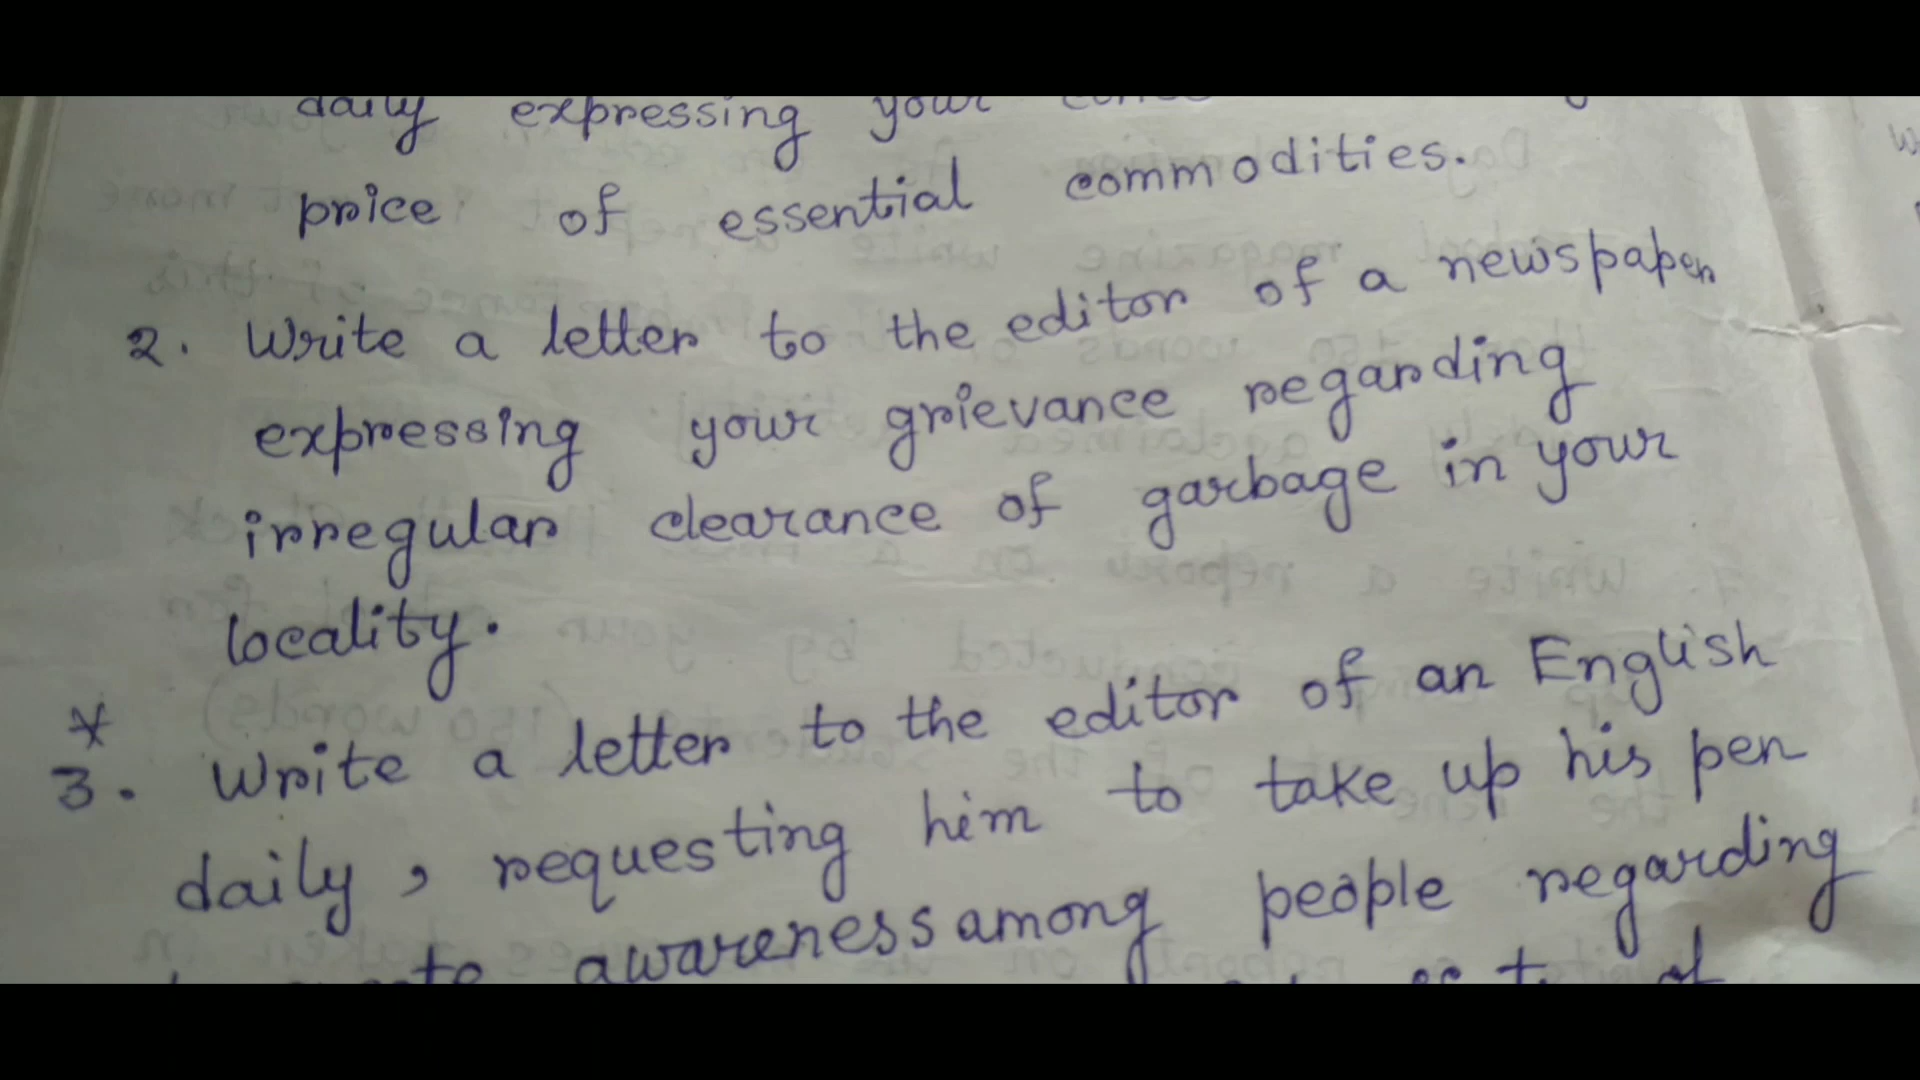 daily expressing your
price of essential commodities.
2. Write a letter to the editor of a newspaper
expressing your grievance regarding
irregular clearance of garbage in your
locality.
*
3. Write a letter to the editor of an English
daily, requesting him to take up his pen
awareness among people regarding